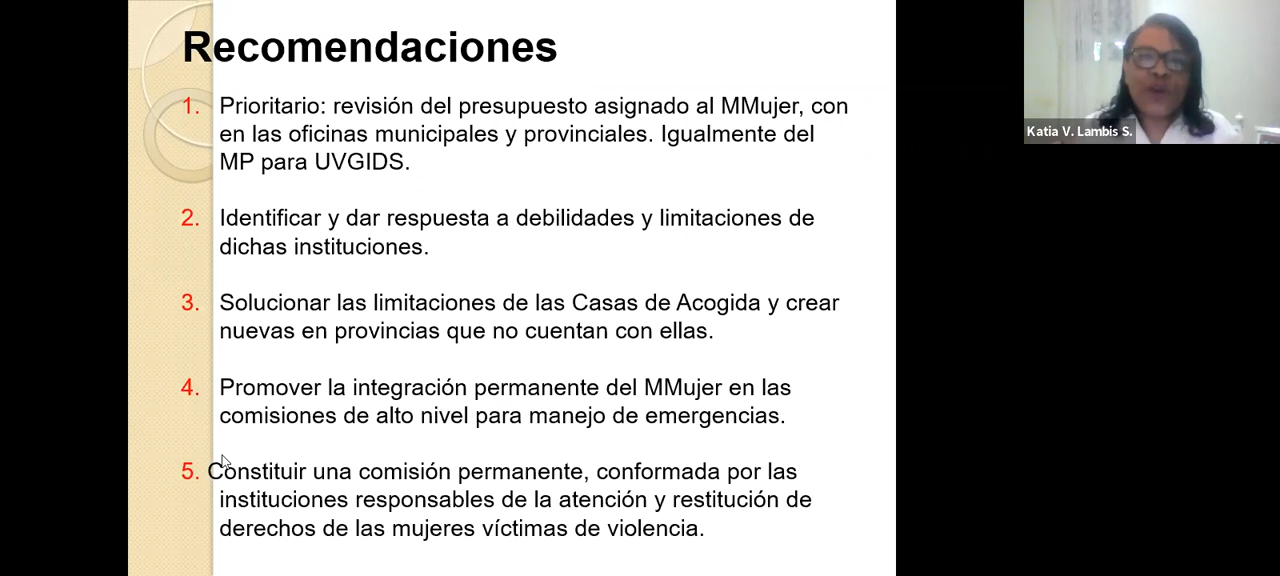 Recomendaciones
1. Prioritario: revisión del presupuesto asignado al MMujer, con
en las oficinas municipales y provinciales. Igualmente del
MP para UVGIDS.
2. Identificar y dar respuesta a debilidades y limitaciones de
dichas instituciones.
3. Solucionar las limitaciones de las Casas de Acogida y crear
nuevas en provincias que no cuentan con ellas.
4. Promover la integración permanente del MMujer en las
comisiones de alto nivel para manejo de emergencias.
5. Constituir una comisión permanente, conformada por las
instituciones responsables de la atención y restitución de
derechos de las mujeres víctimas de violencia.
Katia V. Lambis S.